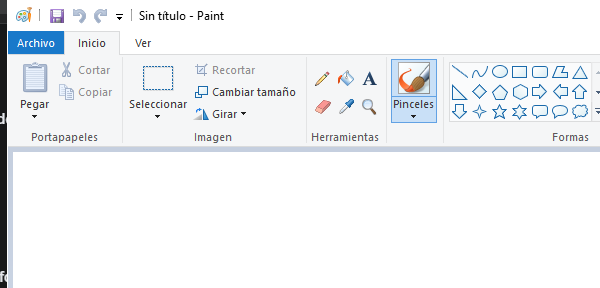 Sin título - Paint
Archivo Inicio Ver
Pegar
Cortar
Copiar
Portapapeles
Seleccionar
Recortar
Cambiar tamaño
Girar
Imagen
A
Herramientas
Pinceles
Formas